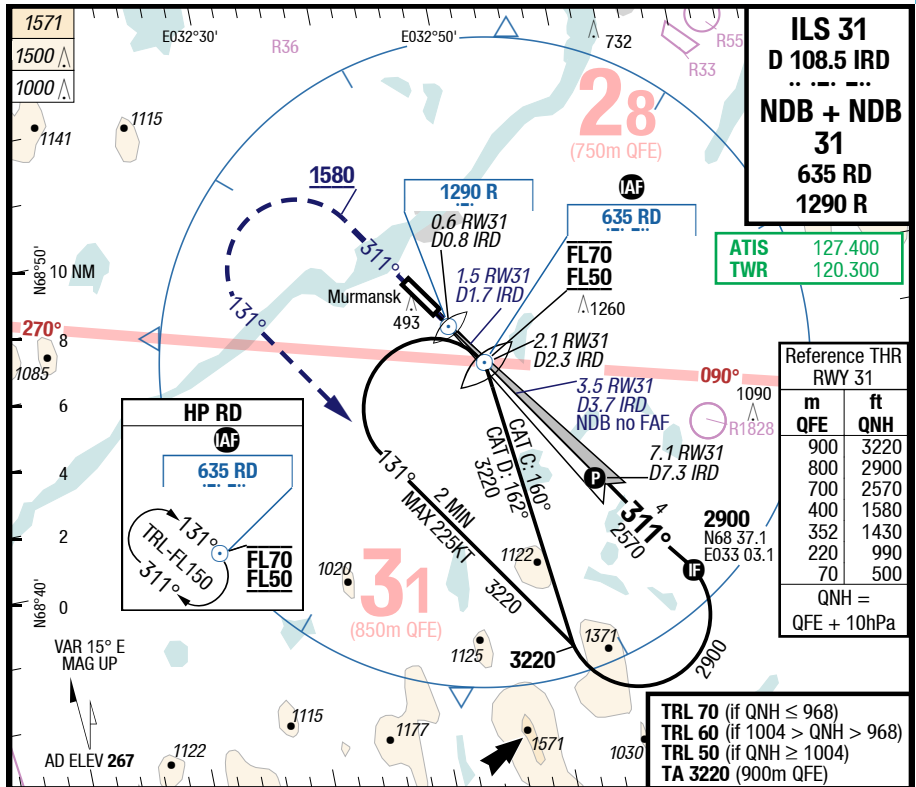 1571
1500
1000
E032°30'
R36
E032°50'
732
R33
R55
ILS 31
D 108.5 IRD
·· ·–· –··
NDB + NDB
31
635 RD
1290 R
1141
1115
28
(750m QFE)
1580
1290 R
·–·
IAF
635 RD
·–· –··
0.6 RW31
D0.8 IRD
FL70
FL50
ATIS 127.400
TWR 120.300
311°
1.5 RW31
D1.7 IRD
N68°50'
10 NM
Murmansk
493
1260
131°
270°
2.1 RW31
D2.3 IRD
8
1085
090°
3.5 RW31
D3.7 IRD
NDB no FAF
1090
R1828
6
Reference THR
RWY 31
m ft
QFE QNH
900 3220
800 2900
700 2570
400 1580
352 1430
220 990
70 500
QNH =
QFE + 10hPa
HP RD
IAF
635 RD
·–· –··
131°
TRL-FL150
311°
FL70
FL50
CAT C: 160°
CAT D: 162°
3220
7.1 RW31
D7.3 IRD
P
4
131°
2 MIN
MAX 225KT
3220
4
311°
2570
2900
N68 37.1
E033 03.1
IF
2
1122
1020
31
(850m QFE)
N68°40'
0
1125
1371
3220
2900
VAR 15° E
MAG UP
1115
1177
1571
1030
1122
AD ELEV 267
TRL 70 (if QNH ≤ 968)
TRL 60 (if 1004 > QNH > 968)
TRL 50 (if QNH ≥ 1004)
TA 3220 (900m QFE)